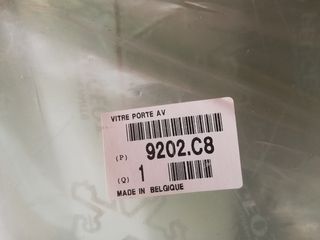 VITRE PORTE AV
(P) 9202.C8
(Q) 1
MADE IN BELGIQUE